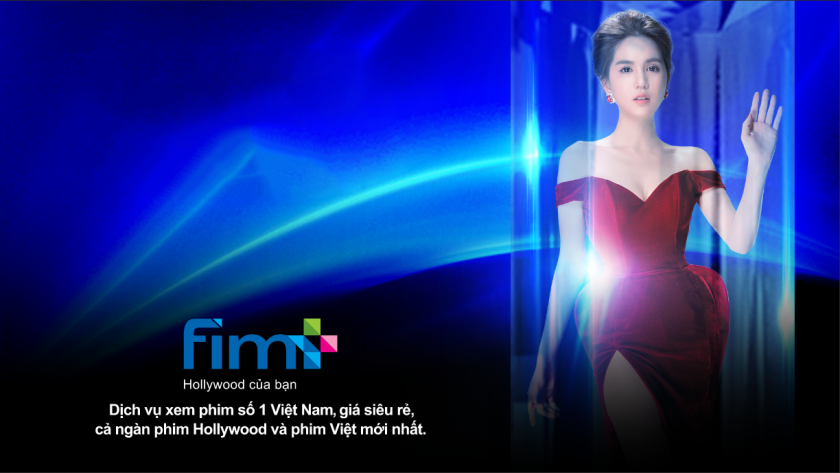 fim+
Hollywood của bạn
Dịch vụ xem phim số 1 Việt Nam, giá siêu rẻ,
cả ngàn phim Hollywood và phim Việt mới nhất.